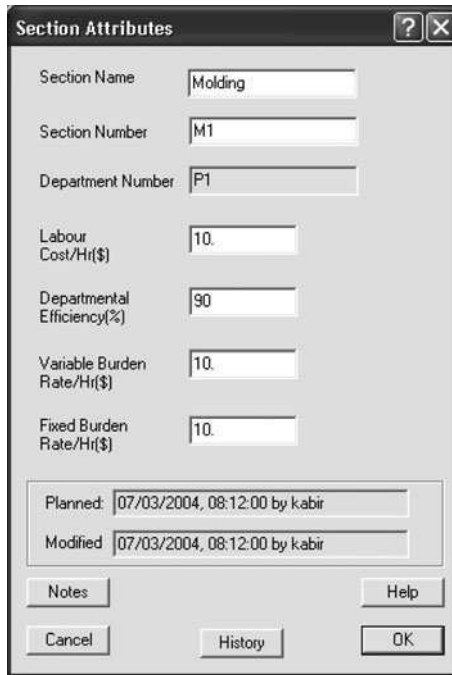 Section Attributes
Section Name Molding
Section Number M1
Department Number P1
Labour
Cost/Hr($) 10.
Departmental
Efficiency(%) 90
Variable Burden
Rate/Hr($) 10.
Fixed Burden
Rate/Hr($) 10.
Planned: 07/03/2004, 08:12:00 by kabir
Modified 07/03/2004, 08:12:00 by kabir
Notes Help
Cancel History OK